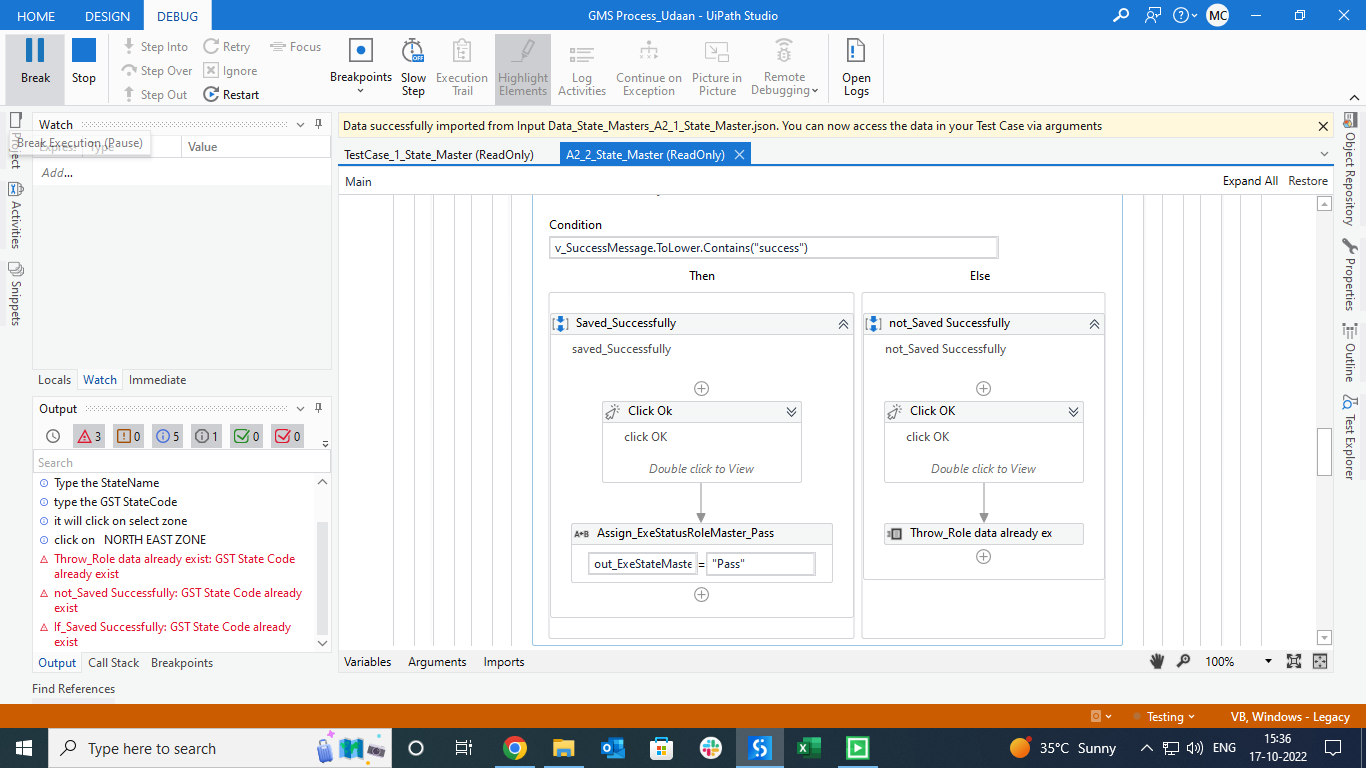 HOME DESIGN DEBUG GMS Process_Udaan - UiPath Studio MC
Break Stop Step Into Step Over Step Out Retry Ignore Restart Focus
Breakpoints Slow Step OFF Execution Trail Highlight Elements Log Activities Continue on Exception Picture in Picture Remote Debugging Open Logs
Project
Activities
Snippets
Watch
Break Execution (Pause)
Value
Add...
Locals Watch Immediate
Output
3 0 5 1 0 0
Search
Type the StateName
type the GST StateCode
it will click on select zone
click on NORTH EAST ZONE
Throw_Role data already exist: GST State Code
already exist
not_Saved Successfully: GST State Code already
exist
If_Saved Successfully: GST State Code already
exist
Output Call Stack Breakpoints
Find References
Data successfully imported from Input Data_State_Masters_A2_1_State_Master.json. You can now access the data in your Test Case via arguments
TestCase_1_State_Master (ReadOnly) A2_2_State_Master (ReadOnly)
Main Expand All Restore
Condition
v_SuccessMessage.ToLower.Contains("success")
Then Else
Saved_Successfully
saved_Successfully
Click Ok
click OK
Double click to View
A+B Assign_ExeStatusRoleMaster_Pass
out_ExeStateMaste = "Pass"
not_Saved Successfully
not_Saved Successfully
Click OK
click OK
Double click to View
Throw_Role data already ex
Variables Arguments Imports 100%
Object Repository
Properties
Outline
Test Explorer
Testing VB, Windows - Legacy
Type here to search 35°C Sunny ENG 15:36
17-10-2022